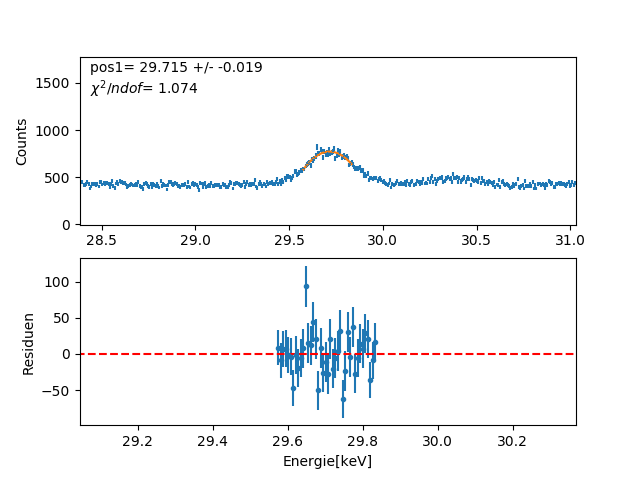 pos1= 29.715 +/- -0.019
χ²/ndof= 1.074
1500
1000
500
0
Counts
28.5 29.0 29.5 30.0 30.5 31.0
100
50
0
−50
Residuen
29.2 29.4 29.6 29.8 30.0 30.2
Energie[keV]